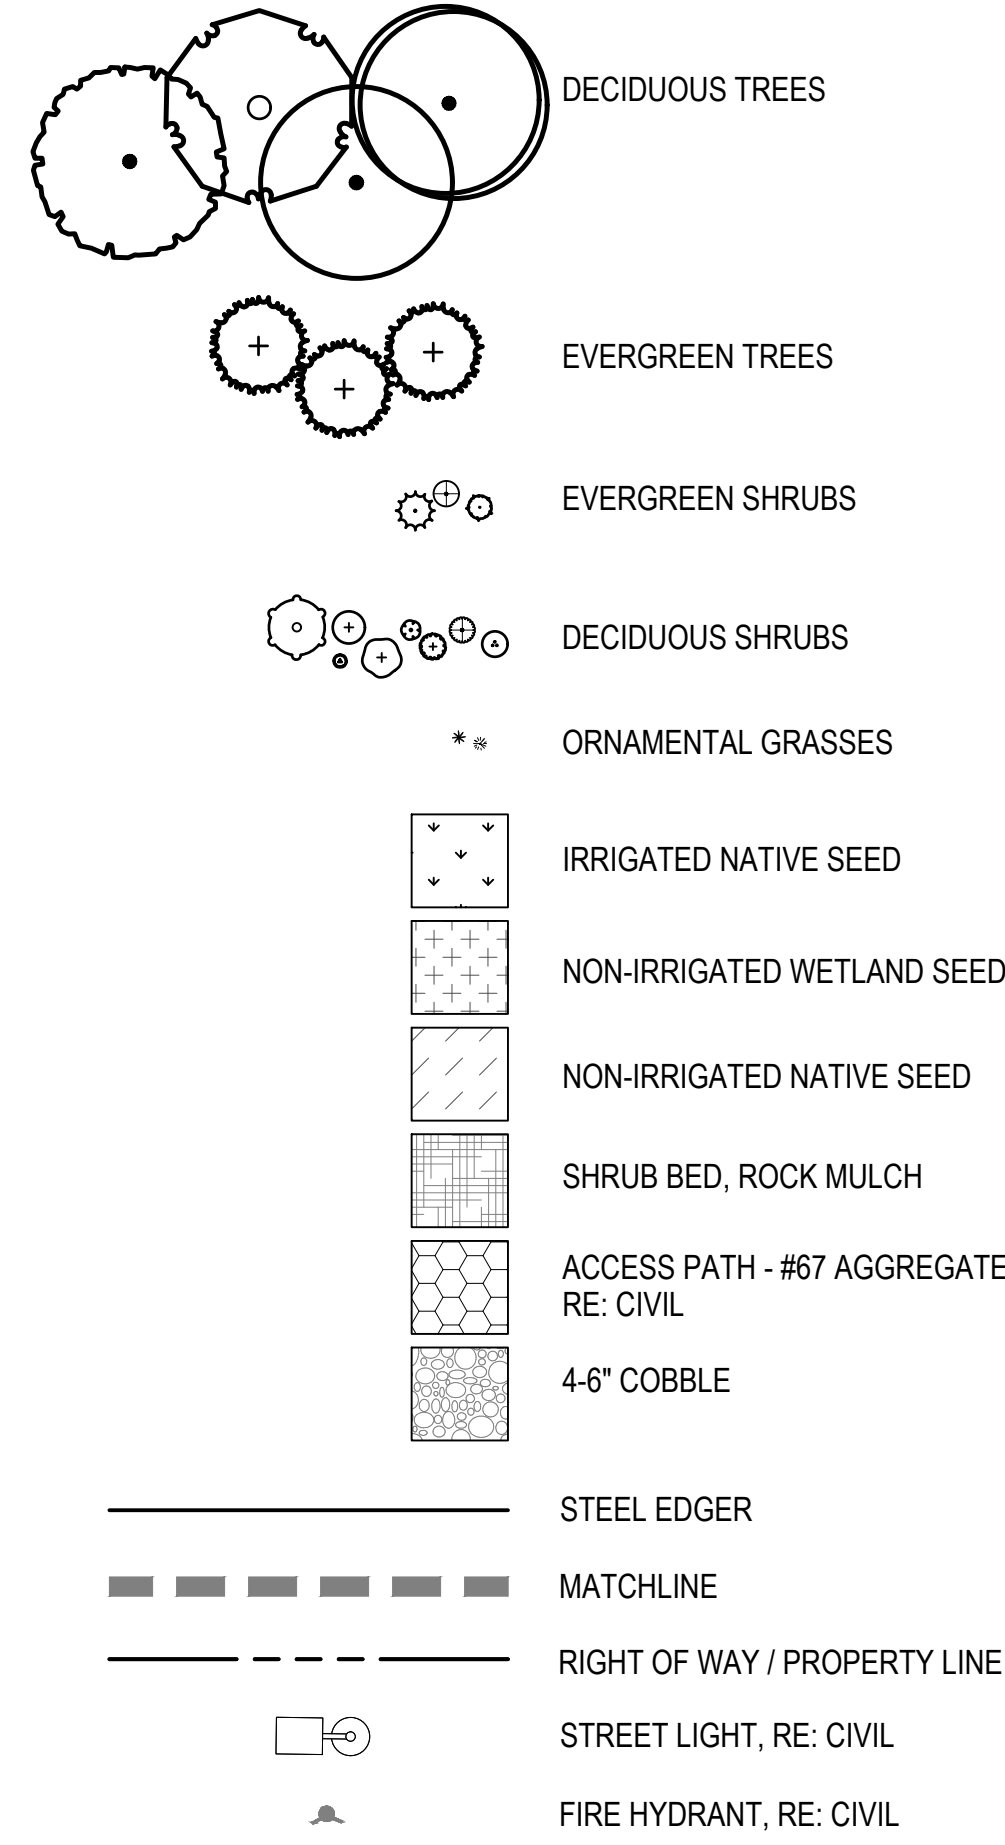 DECIDUOUS TREES
EVERGREEN TREES
EVERGREEN SHRUBS
DECIDUOUS SHRUBS
ORNAMENTAL GRASSES
IRRIGATED NATIVE SEED
NON-IRRIGATED WETLAND SEED
NON-IRRIGATED NATIVE SEED
SHRUB BED, ROCK MULCH
ACCESS PATH - #67 AGGREGATE
RE: CIVIL
4-6" COBBLE
STEEL EDGER
MATCHLINE
RIGHT OF WAY / PROPERTY LINE
STREET LIGHT, RE: CIVIL
FIRE HYDRANT, RE: CIVIL